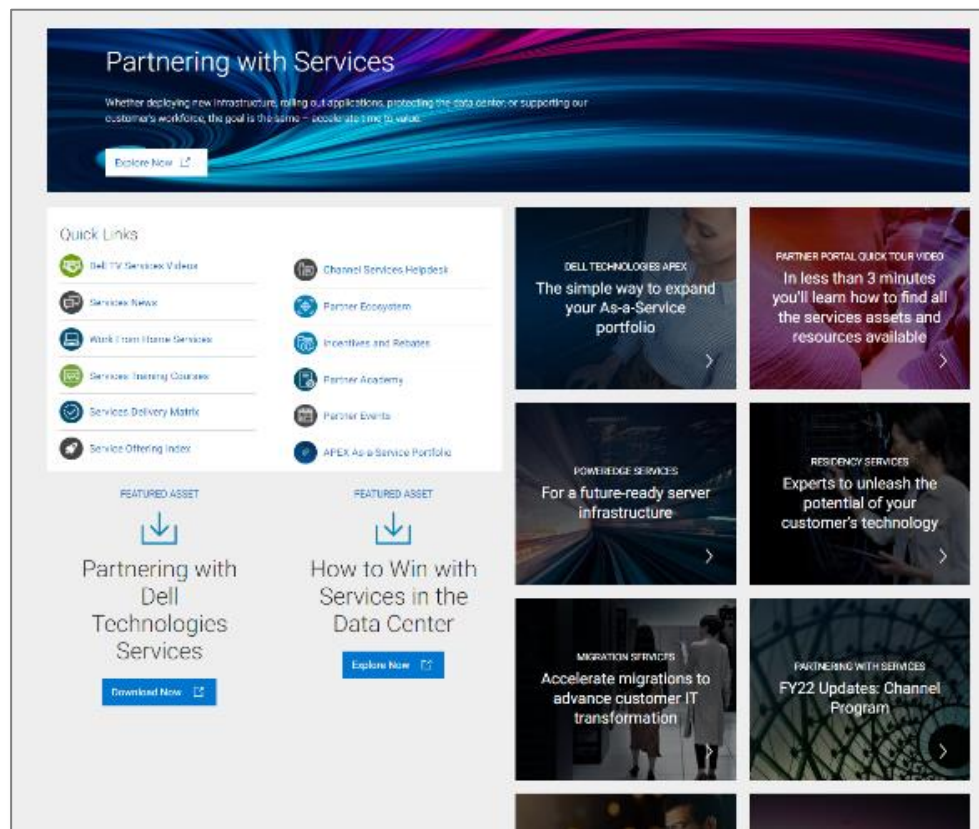 Partnering with Services
Whether deploying new infrastructure, rolling out applications, protecting the data center, or supporting our
customer's workforce, the goal is the same – accelerate time to value.
Explore Now
Quick Links
Dell TV Services Videos
Services News
Work From Home Services
Services Training Courses
Services Delivery Matrix
Service Offering Index
Channel Services Helpdesk
Partner Ecosystem
Incentives and Rebates
Partner Academy
Partner Events
APEX As-a-Service Portfolio
FEATURED ASSET
Partnering with
Dell
Technologies
Services
Download Now
FEATURED ASSET
How to Win with
Services in the
Data Center
Explore Now
DELL TECHNOLOGIES APEX
The simple way to expand
your As-a-Service
portfolio
PARTNER PORTAL QUICK TOUR VIDEO
In less than 3 minutes
you'll learn how to find all
the services assets and
resources available
POWEREDGE SERVICES
For a future-ready server
infrastructure
RESIDENCY SERVICES
Experts to unleash the
potential of your
customer's technology
MIGRATION SERVICES
Accelerate migrations to
advance customer IT
transformation
PARTNERING WITH SERVICES
FY22 Updates: Channel
Program